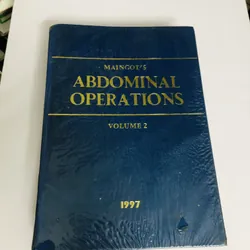 MAINGOT'S
ABDOMINAL
OPERATIONS
VOLUME 2
1997